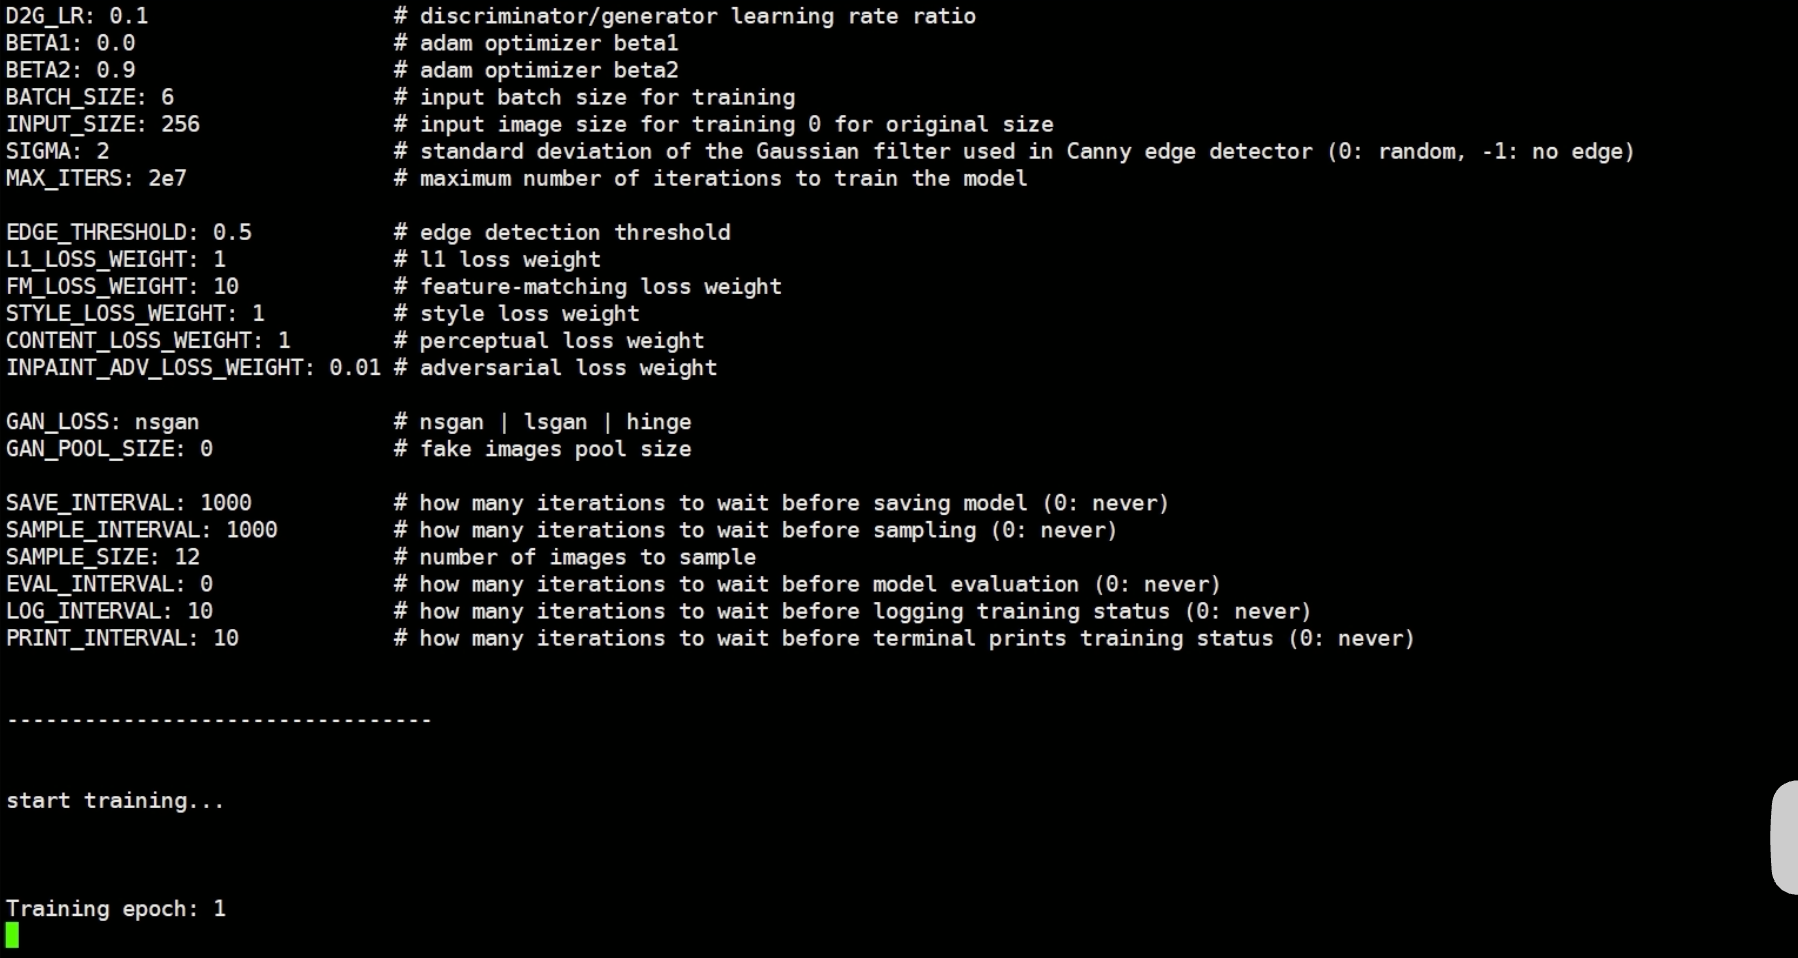 D2G_LR: 0.1 # discriminator/generator learning rate ratio
BETA1: 0.0 # adam optimizer beta1
BETA2: 0.9 # adam optimizer beta2
BATCH_SIZE: 6 # input batch size for training
INPUT_SIZE: 256 # input image size for training 0 for original size
SIGMA: 2 # standard deviation of the Gaussian filter used in Canny edge detector (0: random, -1: no edge)
MAX_ITERS: 2e7 # maximum number of iterations to train the model
EDGE_THRESHOLD: 0.5 # edge detection threshold
L1_LOSS_WEIGHT: 1 # l1 loss weight
FM_LOSS_WEIGHT: 10 # feature-matching loss weight
STYLE_LOSS_WEIGHT: 1 # style loss weight
CONTENT_LOSS_WEIGHT: 1 # perceptual loss weight
INPAINT_ADV_LOSS_WEIGHT: 0.01 # adversarial loss weight
GAN_LOSS: nsgan # nsgan | lsgan | hinge
GAN_POOL_SIZE: 0 # fake images pool size
SAVE_INTERVAL: 1000 # how many iterations to wait before saving model (0: never)
SAMPLE_INTERVAL: 1000 # how many iterations to wait before sampling (0: never)
SAMPLE_SIZE: 12 # number of images to sample
EVAL_INTERVAL: 0 # how many iterations to wait before model evaluation (0: never)
LOG_INTERVAL: 10 # how many iterations to wait before logging training status (0: never)
PRINT_INTERVAL: 10 # how many iterations to wait before terminal prints training status (0: never)
---------------------------------
start training...
Training epoch: 1